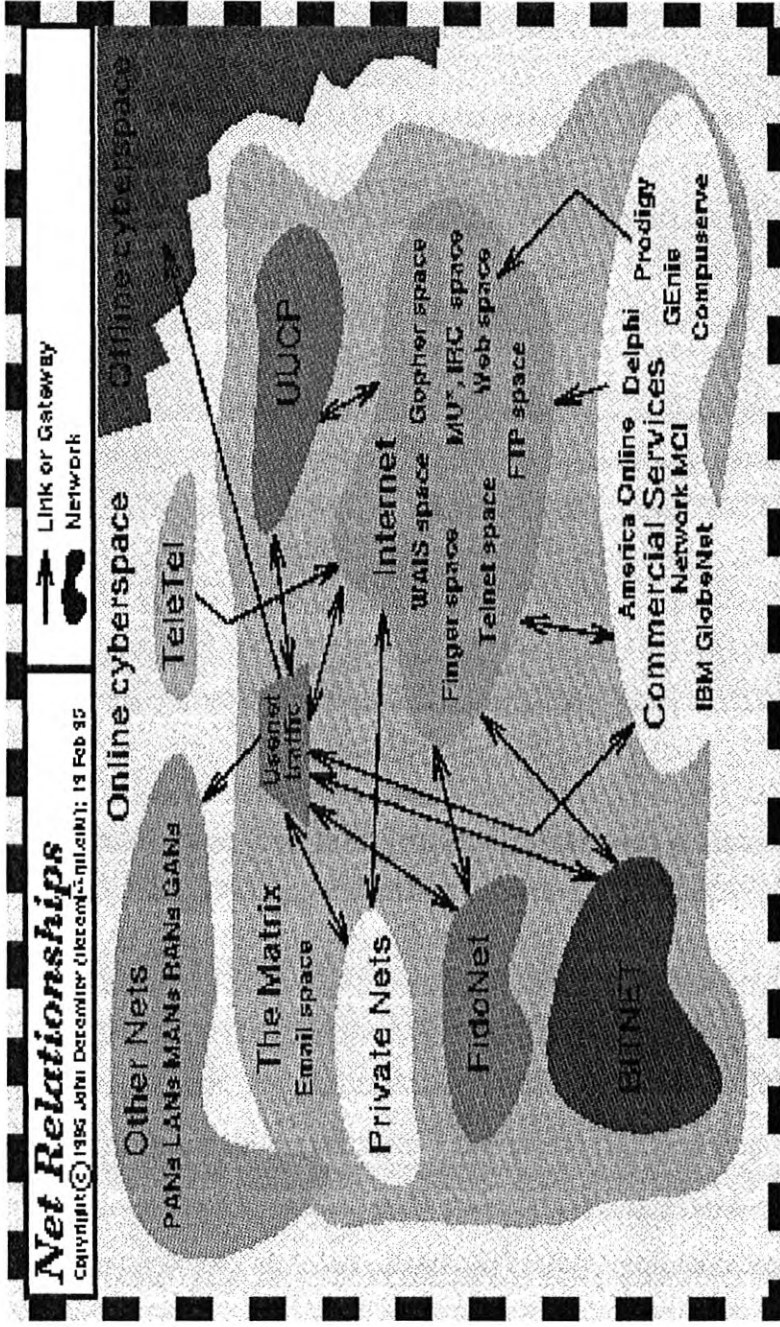 Net Relationships
Copyright © 1995 John December
19 Feb 95
Link or Gateway
Network
Online cyberspace
Offline cyberspace
Other Nets
PANs LANs MANs RANs GANs
TeleTel
The Matrix
Email space
Usenet
traffic
UUCP
Private Nets
Internet
WAIS space
Gopher space
Finger space
MU*, IRC space
Telnet space
Web space
FTP space
FidoNet
BITNET
America Online
Delphi
Prodigy
Commercial Services
GEnie
Network MCI
IBM GlobeNet
Compuserve